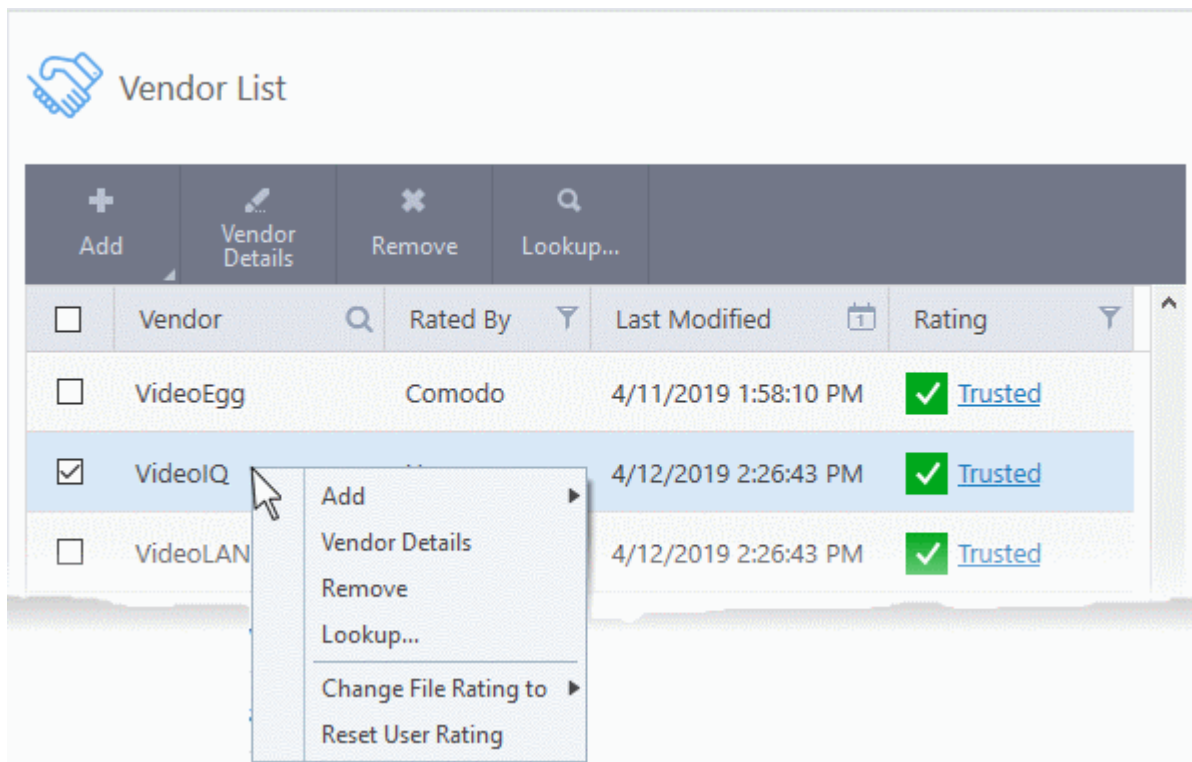 Vendor List
Add
Vendor
Details
Remove
Lookup...
Vendor Rated By Last Modified 1 Rating
VideoEgg Comodo 4/11/2019 1:58:10 PM Trusted
VideoIQ 4/12/2019 2:26:43 PM Trusted
VideoLAN 4/12/2019 2:26:43 PM Trusted
Add
Vendor Details
Remove
Lookup...
Change File Rating to
Reset User Rating